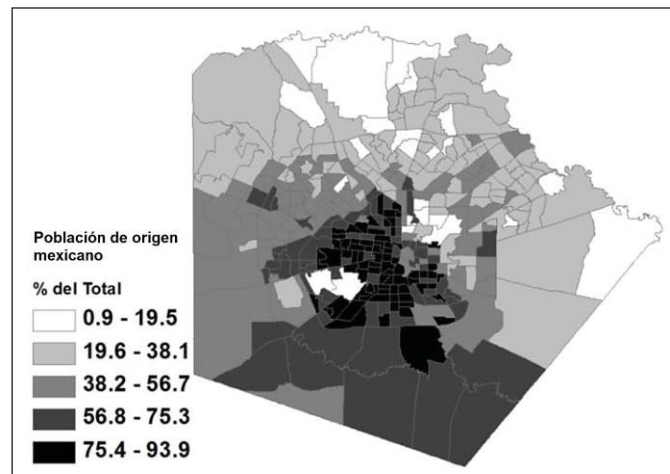 Población de origen
mexicano
% del Total
0.9 - 19.5
19.6 - 38.1
38.2 - 56.7
56.8 - 75.3
75.4 - 93.9